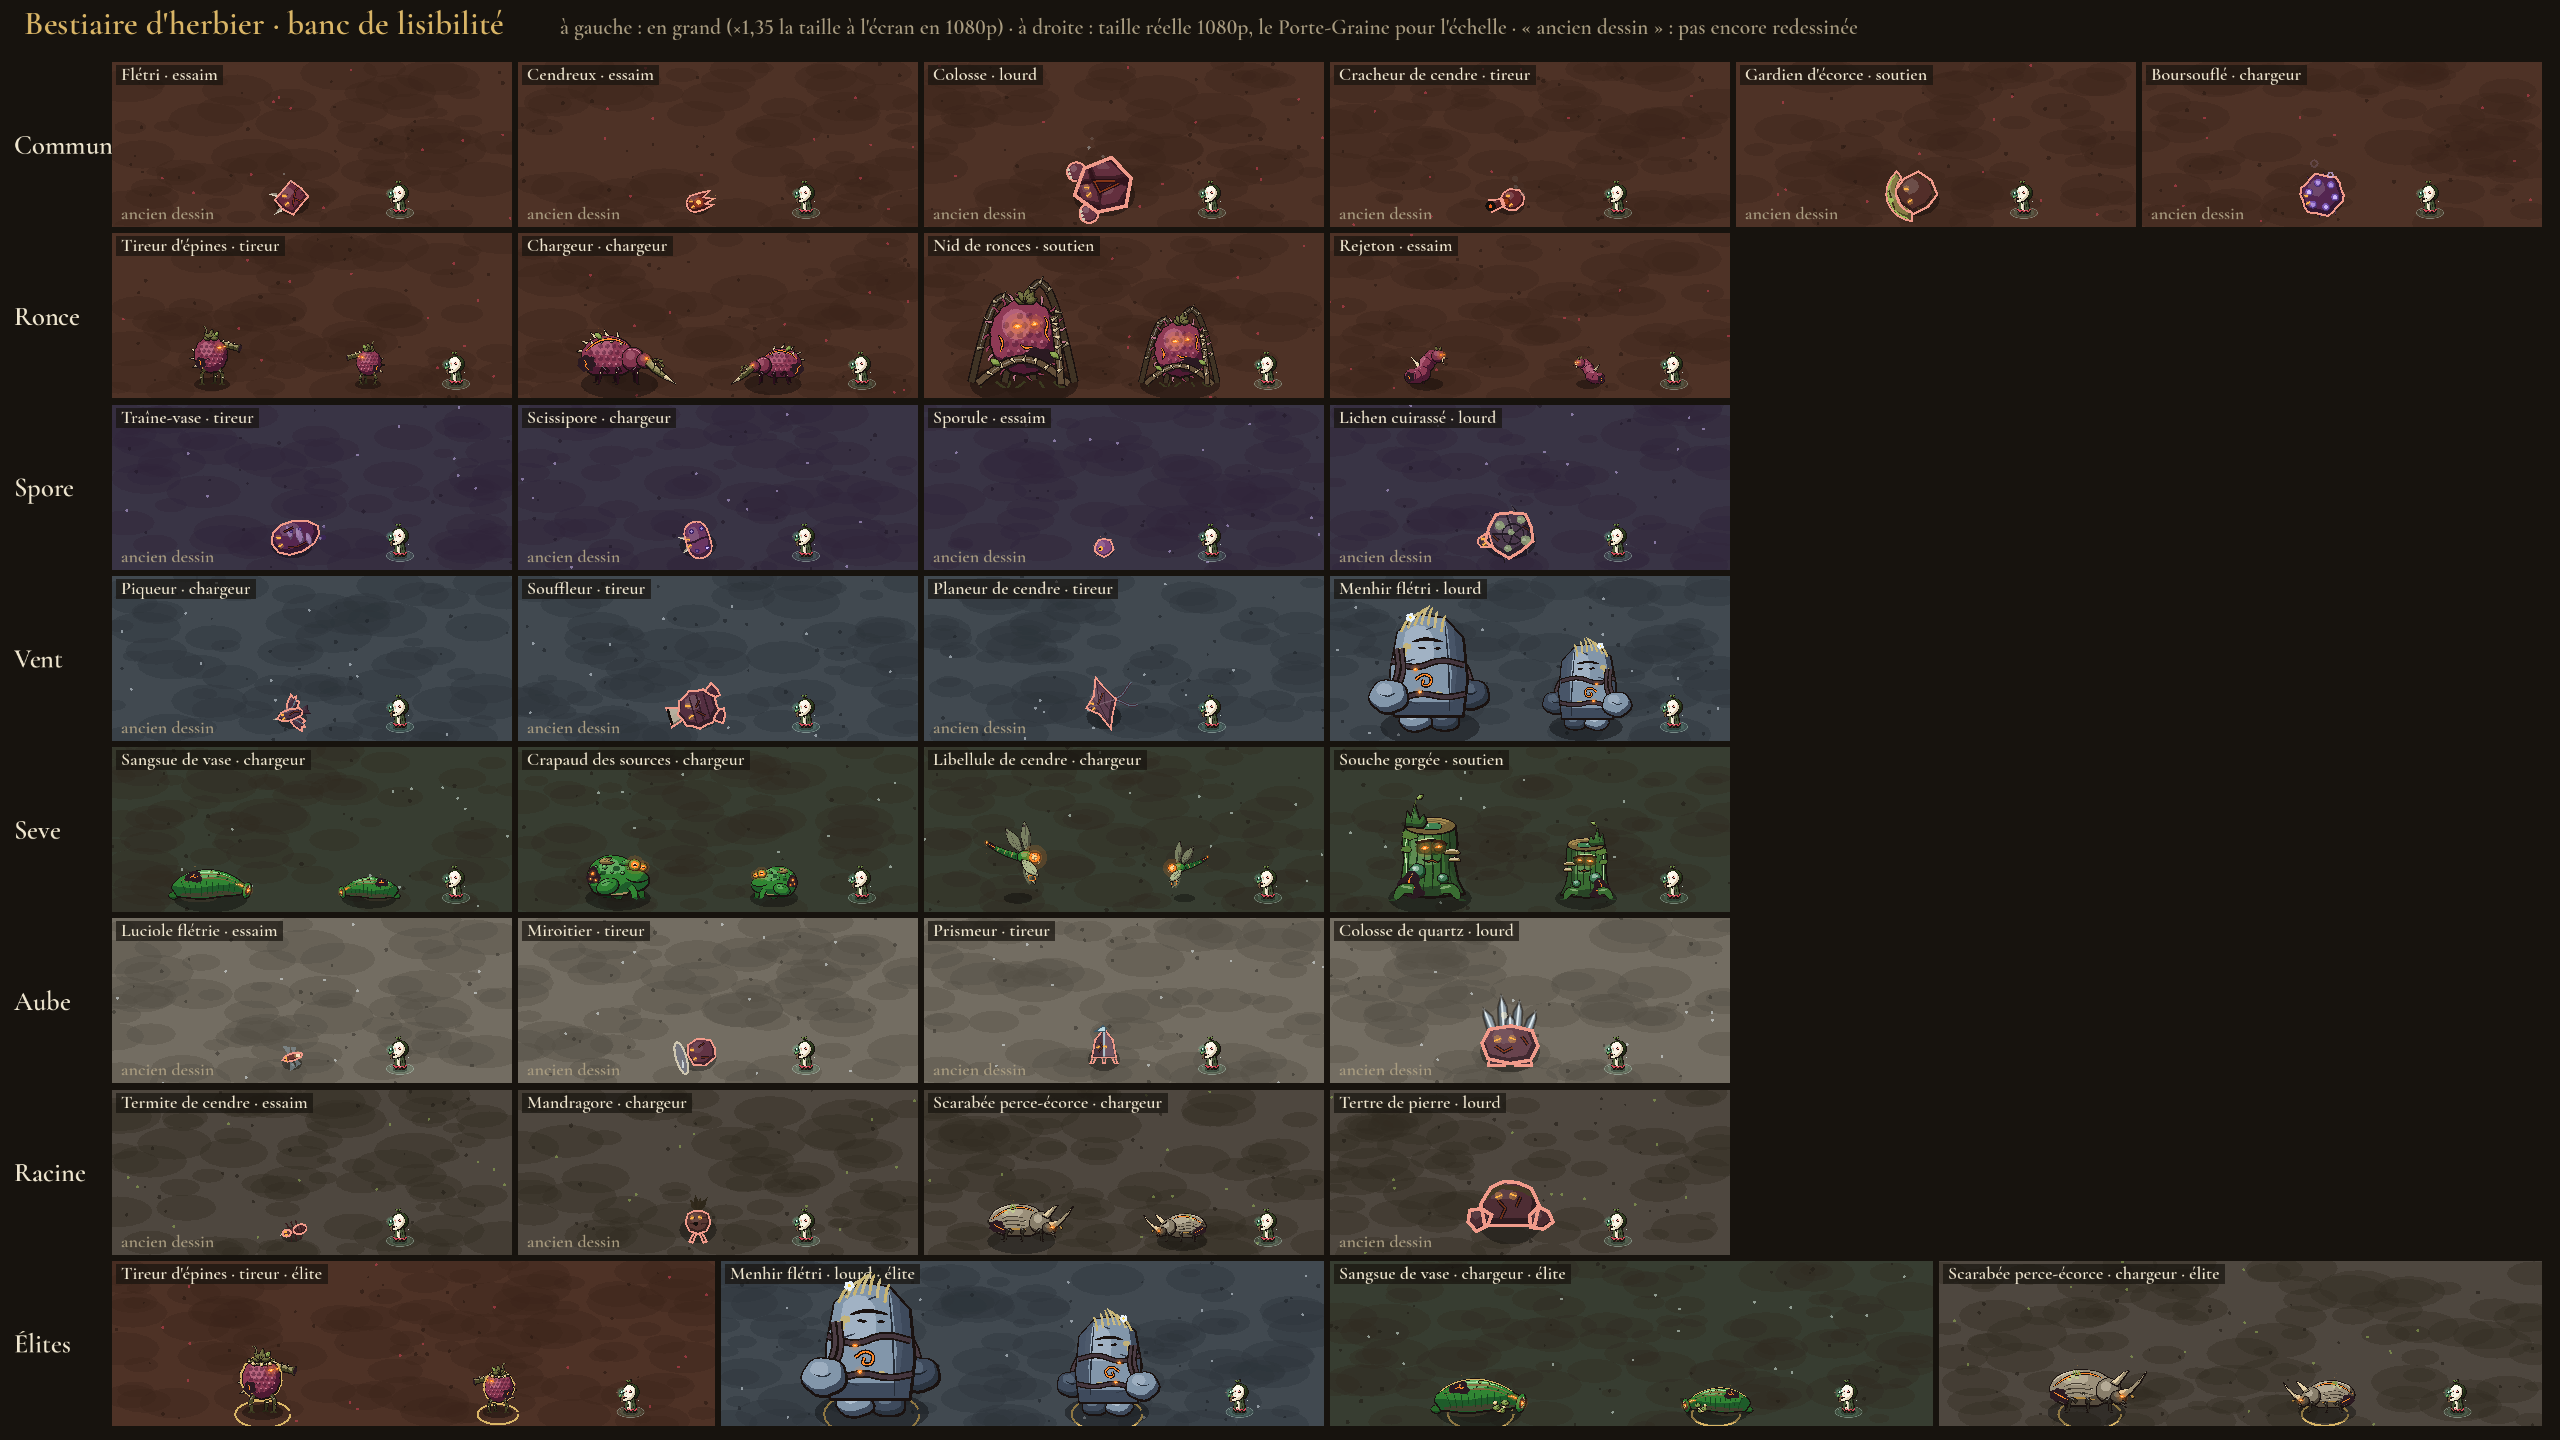 Bestiaire d'herbier · banc de lisibilité
à gauche : en grand (×1,35 la taille à l'écran en 1080p) · à droite : taille réelle 1080p, le Porte-Graine pour l'échelle · « ancien dessin » : pas encore redessinée
Commun
Flétri · essaim
ancien dessin
Cendreux · essaim
ancien dessin
Colosse · lourd
ancien dessin
Cracheur de cendre · tireur
ancien dessin
Gardien d'écorce · soutien
ancien dessin
Boursouflé · chargeur
ancien dessin
Ronce
Tireur d'épines · tireur
Chargeur · chargeur
Nid de ronces · soutien
Rejeton · essaim
Spore
Traîne-vase · tireur
ancien dessin
Scissipore · chargeur
ancien dessin
Sporule · essaim
ancien dessin
Lichen cuirassé · lourd
ancien dessin
Vent
Piqueur · chargeur
ancien dessin
Souffleur · tireur
ancien dessin
Planeur de cendre · tireur
ancien dessin
Menhir flétri · lourd
Seve
Sangsue de vase · chargeur
Crapaud des sources · chargeur
Libellule de cendre · chargeur
Souche gorgée · soutien
Aube
Luciole flétrie · essaim
ancien dessin
Miroitier · tireur
ancien dessin
Prismeur · tireur
ancien dessin
Colosse de quartz · lourd
ancien dessin
Racine
Termite de cendre · essaim
ancien dessin
Mandragore · chargeur
ancien dessin
Scarabée perce-écorce · chargeur
Tertre de pierre · lourd
ancien dessin
Élites
Tireur d'épines · tireur · élite
Menhir flétri · lourd · élite
Sangsue de vase · chargeur · élite
Scarabée perce-écorce · chargeur · élite